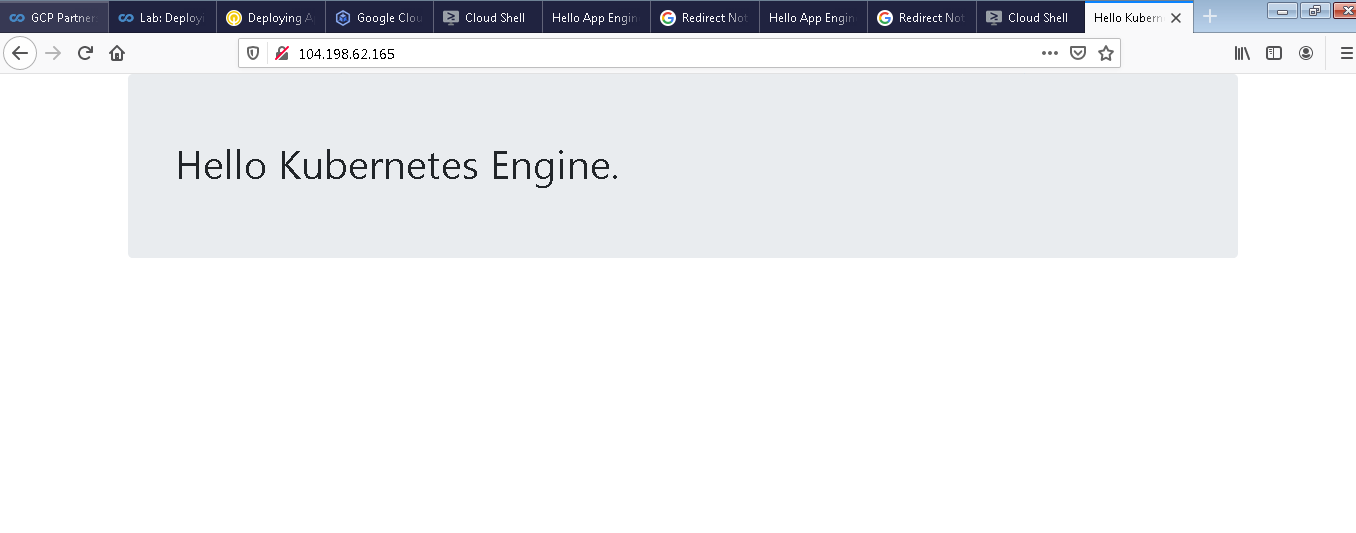 GCP Partner:
Lab: Deployi
Deploying A
Google Clou
Cloud Shell
Hello App Engin
Redirect Not
Hello App Engin
Redirect Not
Cloud Shell
Hello Kubern
104.198.62.165
Hello Kubernetes Engine.